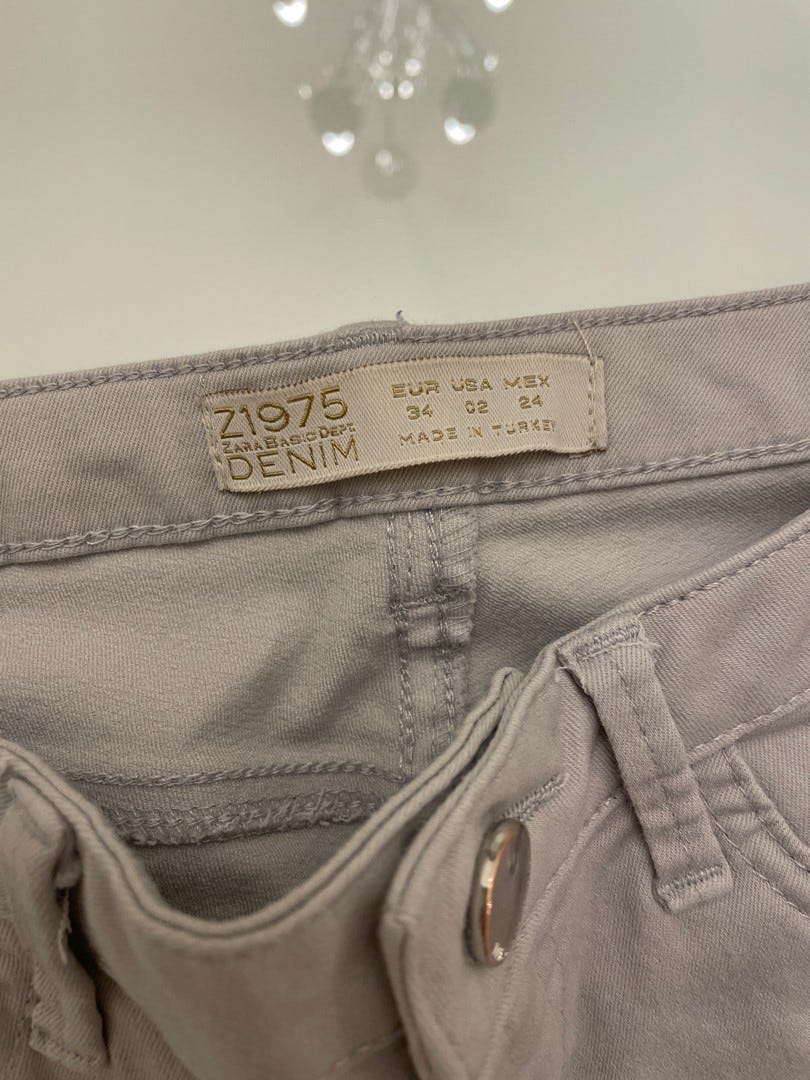 Z1975
ZARA BASIC DEPT.
DENIM
EUR USA MEX
34 02 24
MADE IN TURKEY